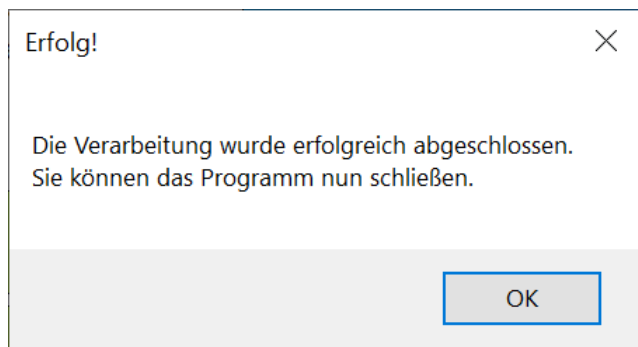 Erfolg!
Die Verarbeitung wurde erfolgreich abgeschlossen.
Sie können das Programm nun schließen.
OK